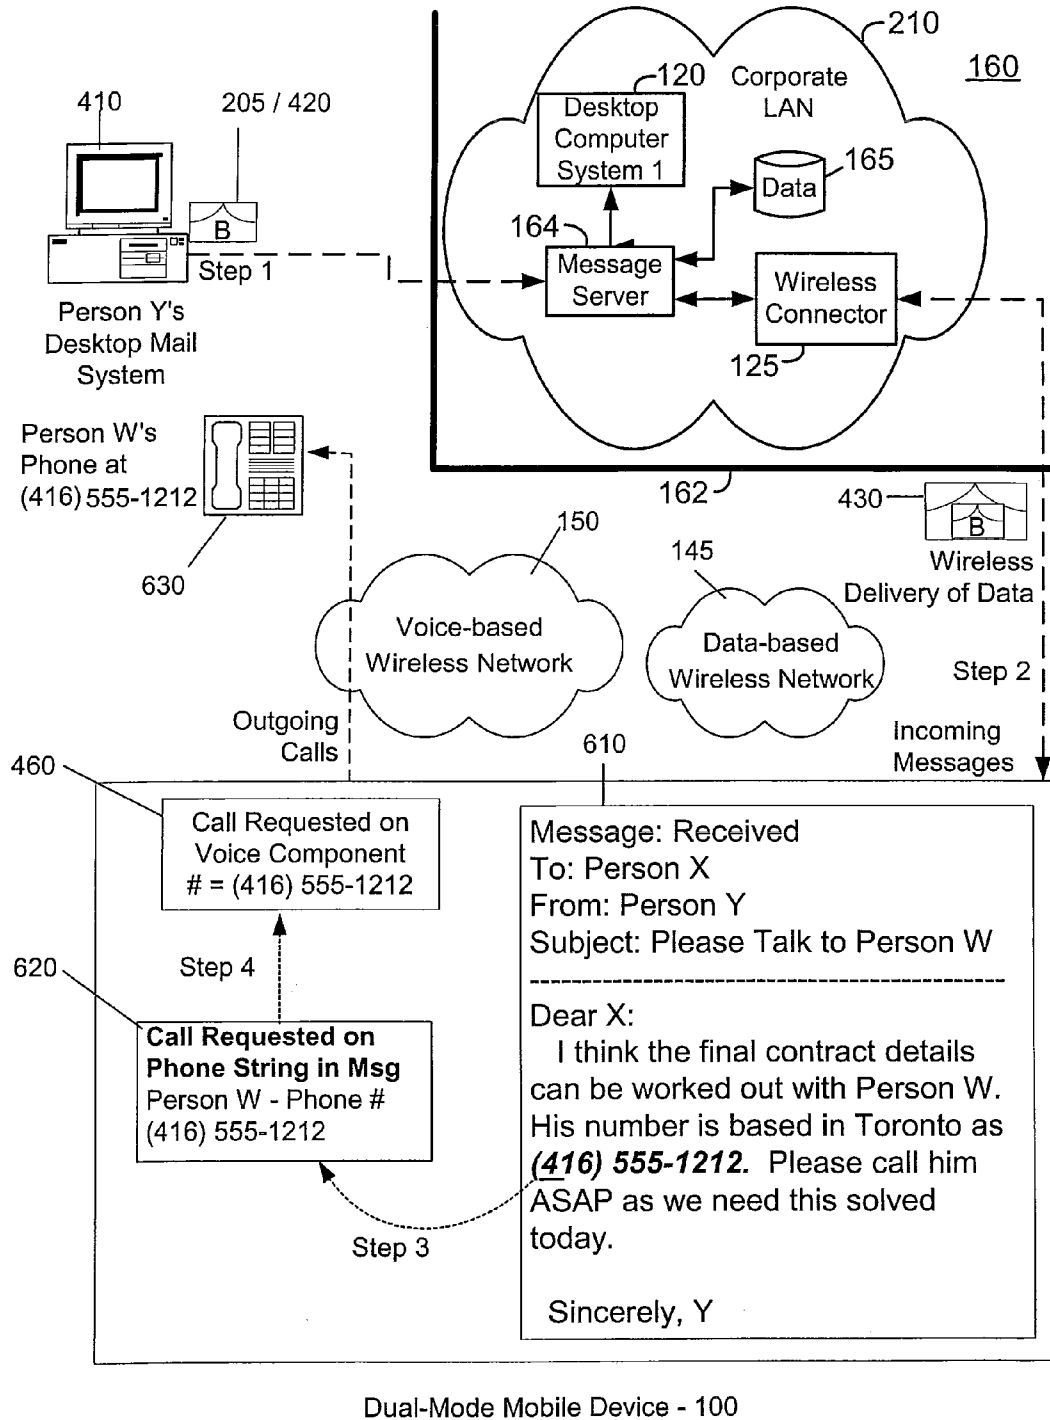 210
160
410
205 / 420
120
Corporate
LAN
Desktop
Computer
System 1
165
Data
B
164
Step 1
Message
Server
Wireless
Connector
125
Person Y's
Desktop Mail
System
Person W's
Phone at
(416) 555-1212
630
162
430
B
150
145
Wireless
Delivery of Data
Voice-based
Wireless Network
Data-based
Wireless Network
Step 2
Outgoing
Calls
Incoming
Messages
610
460
Call Requested on
Voice Component
# = (416) 555-1212
Step 4
620
Call Requested on
Phone String in Msg
Person W - Phone #
(416) 555-1212
Step 3
Message: Received
To: Person X
From: Person Y
Subject: Please Talk to Person W
Dear X:
I think the final contract details
can be worked out with Person W.
His number is based in Toronto as
(416) 555-1212. Please call him
ASAP as we need this solved
today.
Sincerely, Y
Dual-Mode Mobile Device - 100